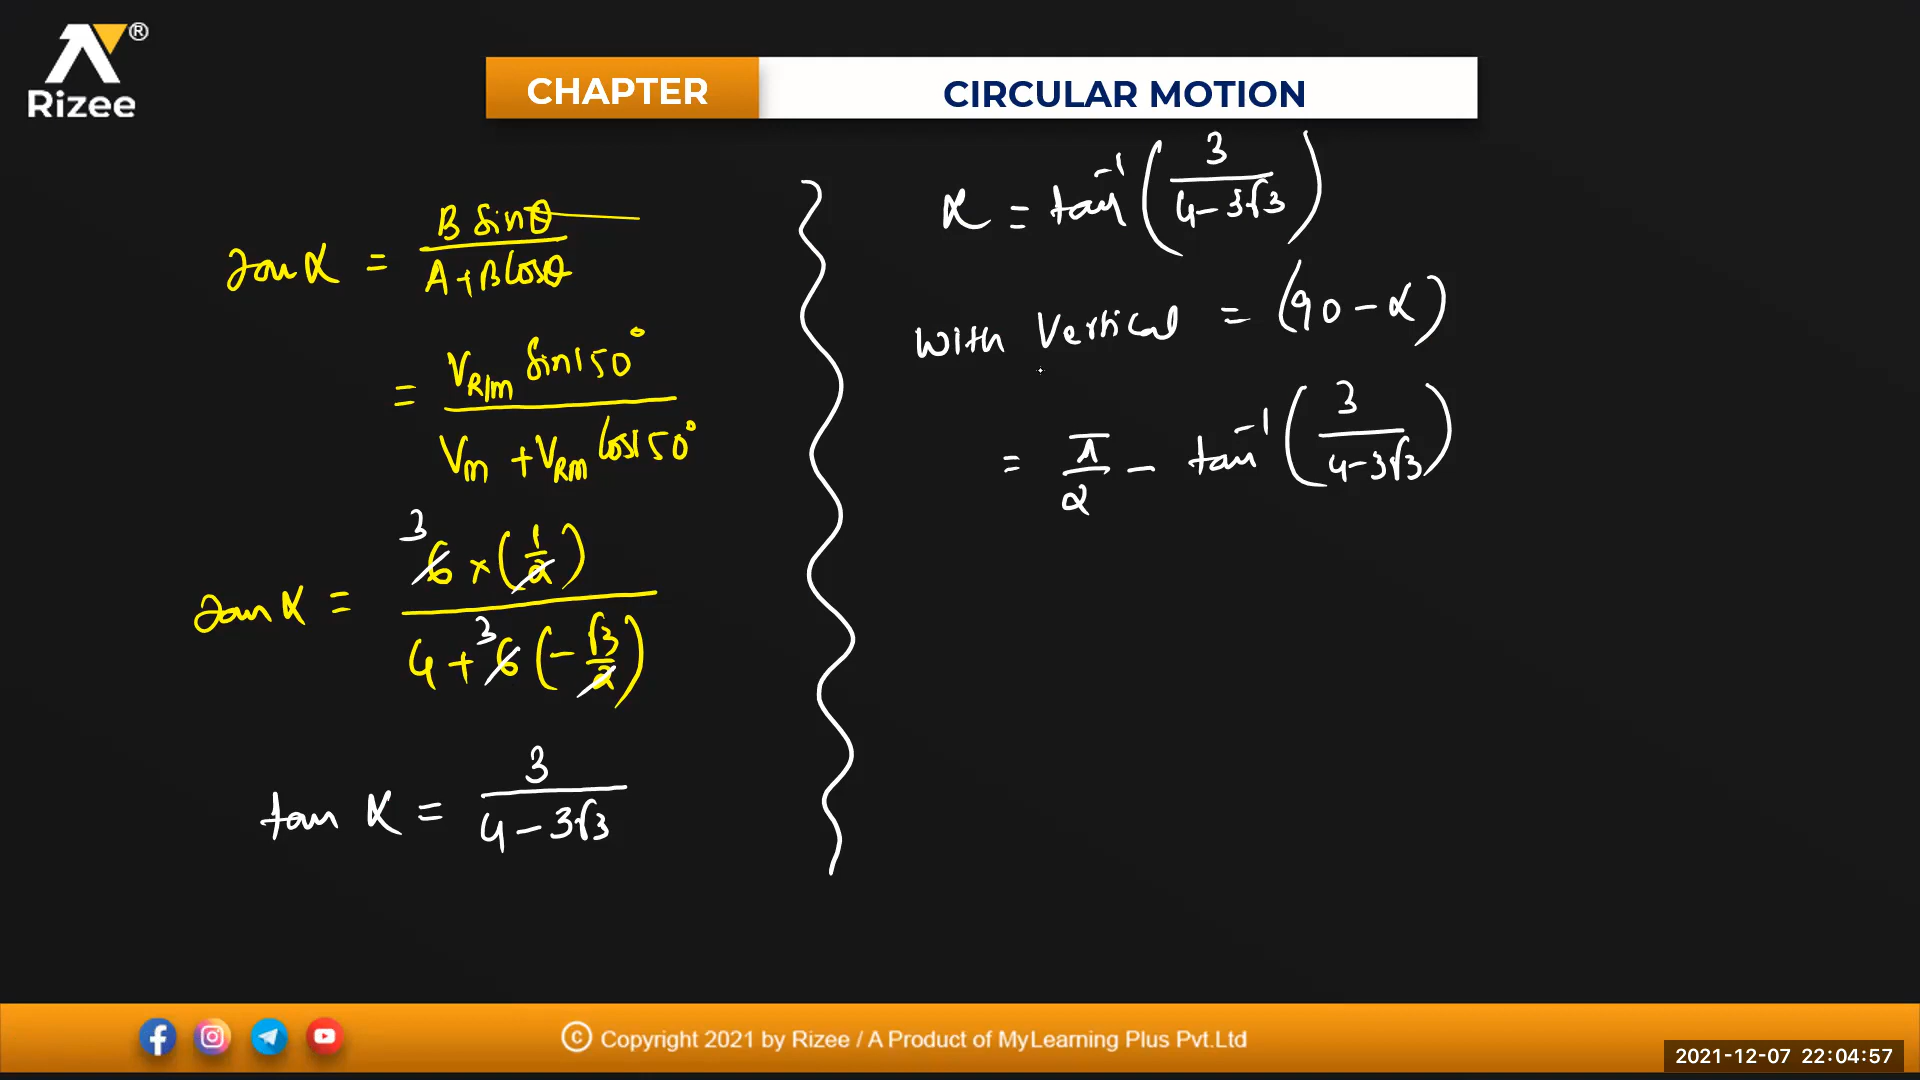 Rizee®
CHAPTER
CIRCULAR MOTION
tan α = B Sinθ / A + B Cosθ
= V_R/m Sin150° / V_m + V_Rm Cos150°
tan α = 3 6 × (1/2) / 4 + 3 6 (-√3/2)
tan α = 3 / 4 - 3√3
α = tan⁻¹ (3 / 4 - 3√3)
With Vertical = (90 - α)
= π/2 - tan⁻¹ (3 / 4 - 3√3)
© Copyright 2021 by Rizee / A Product of MyLearning Plus Pvt.Ltd
2021-12-07 22:04:57